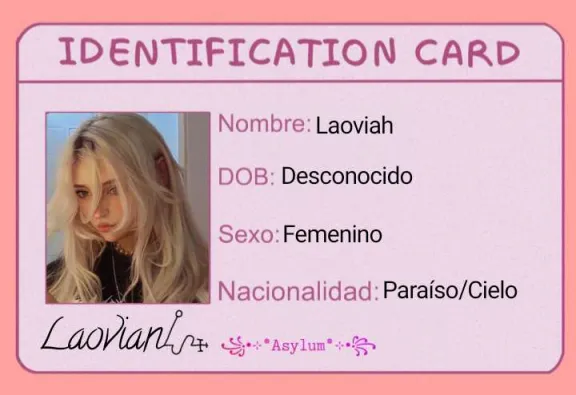 IDENTIFICATION CARD
Nombre: Laoviah
DOB: Desconocido
Sexo: Femenino
Nacionalidad: Paraíso/Cielo
Laoviah
꧁•⊹°Asylum°⊹•꧂